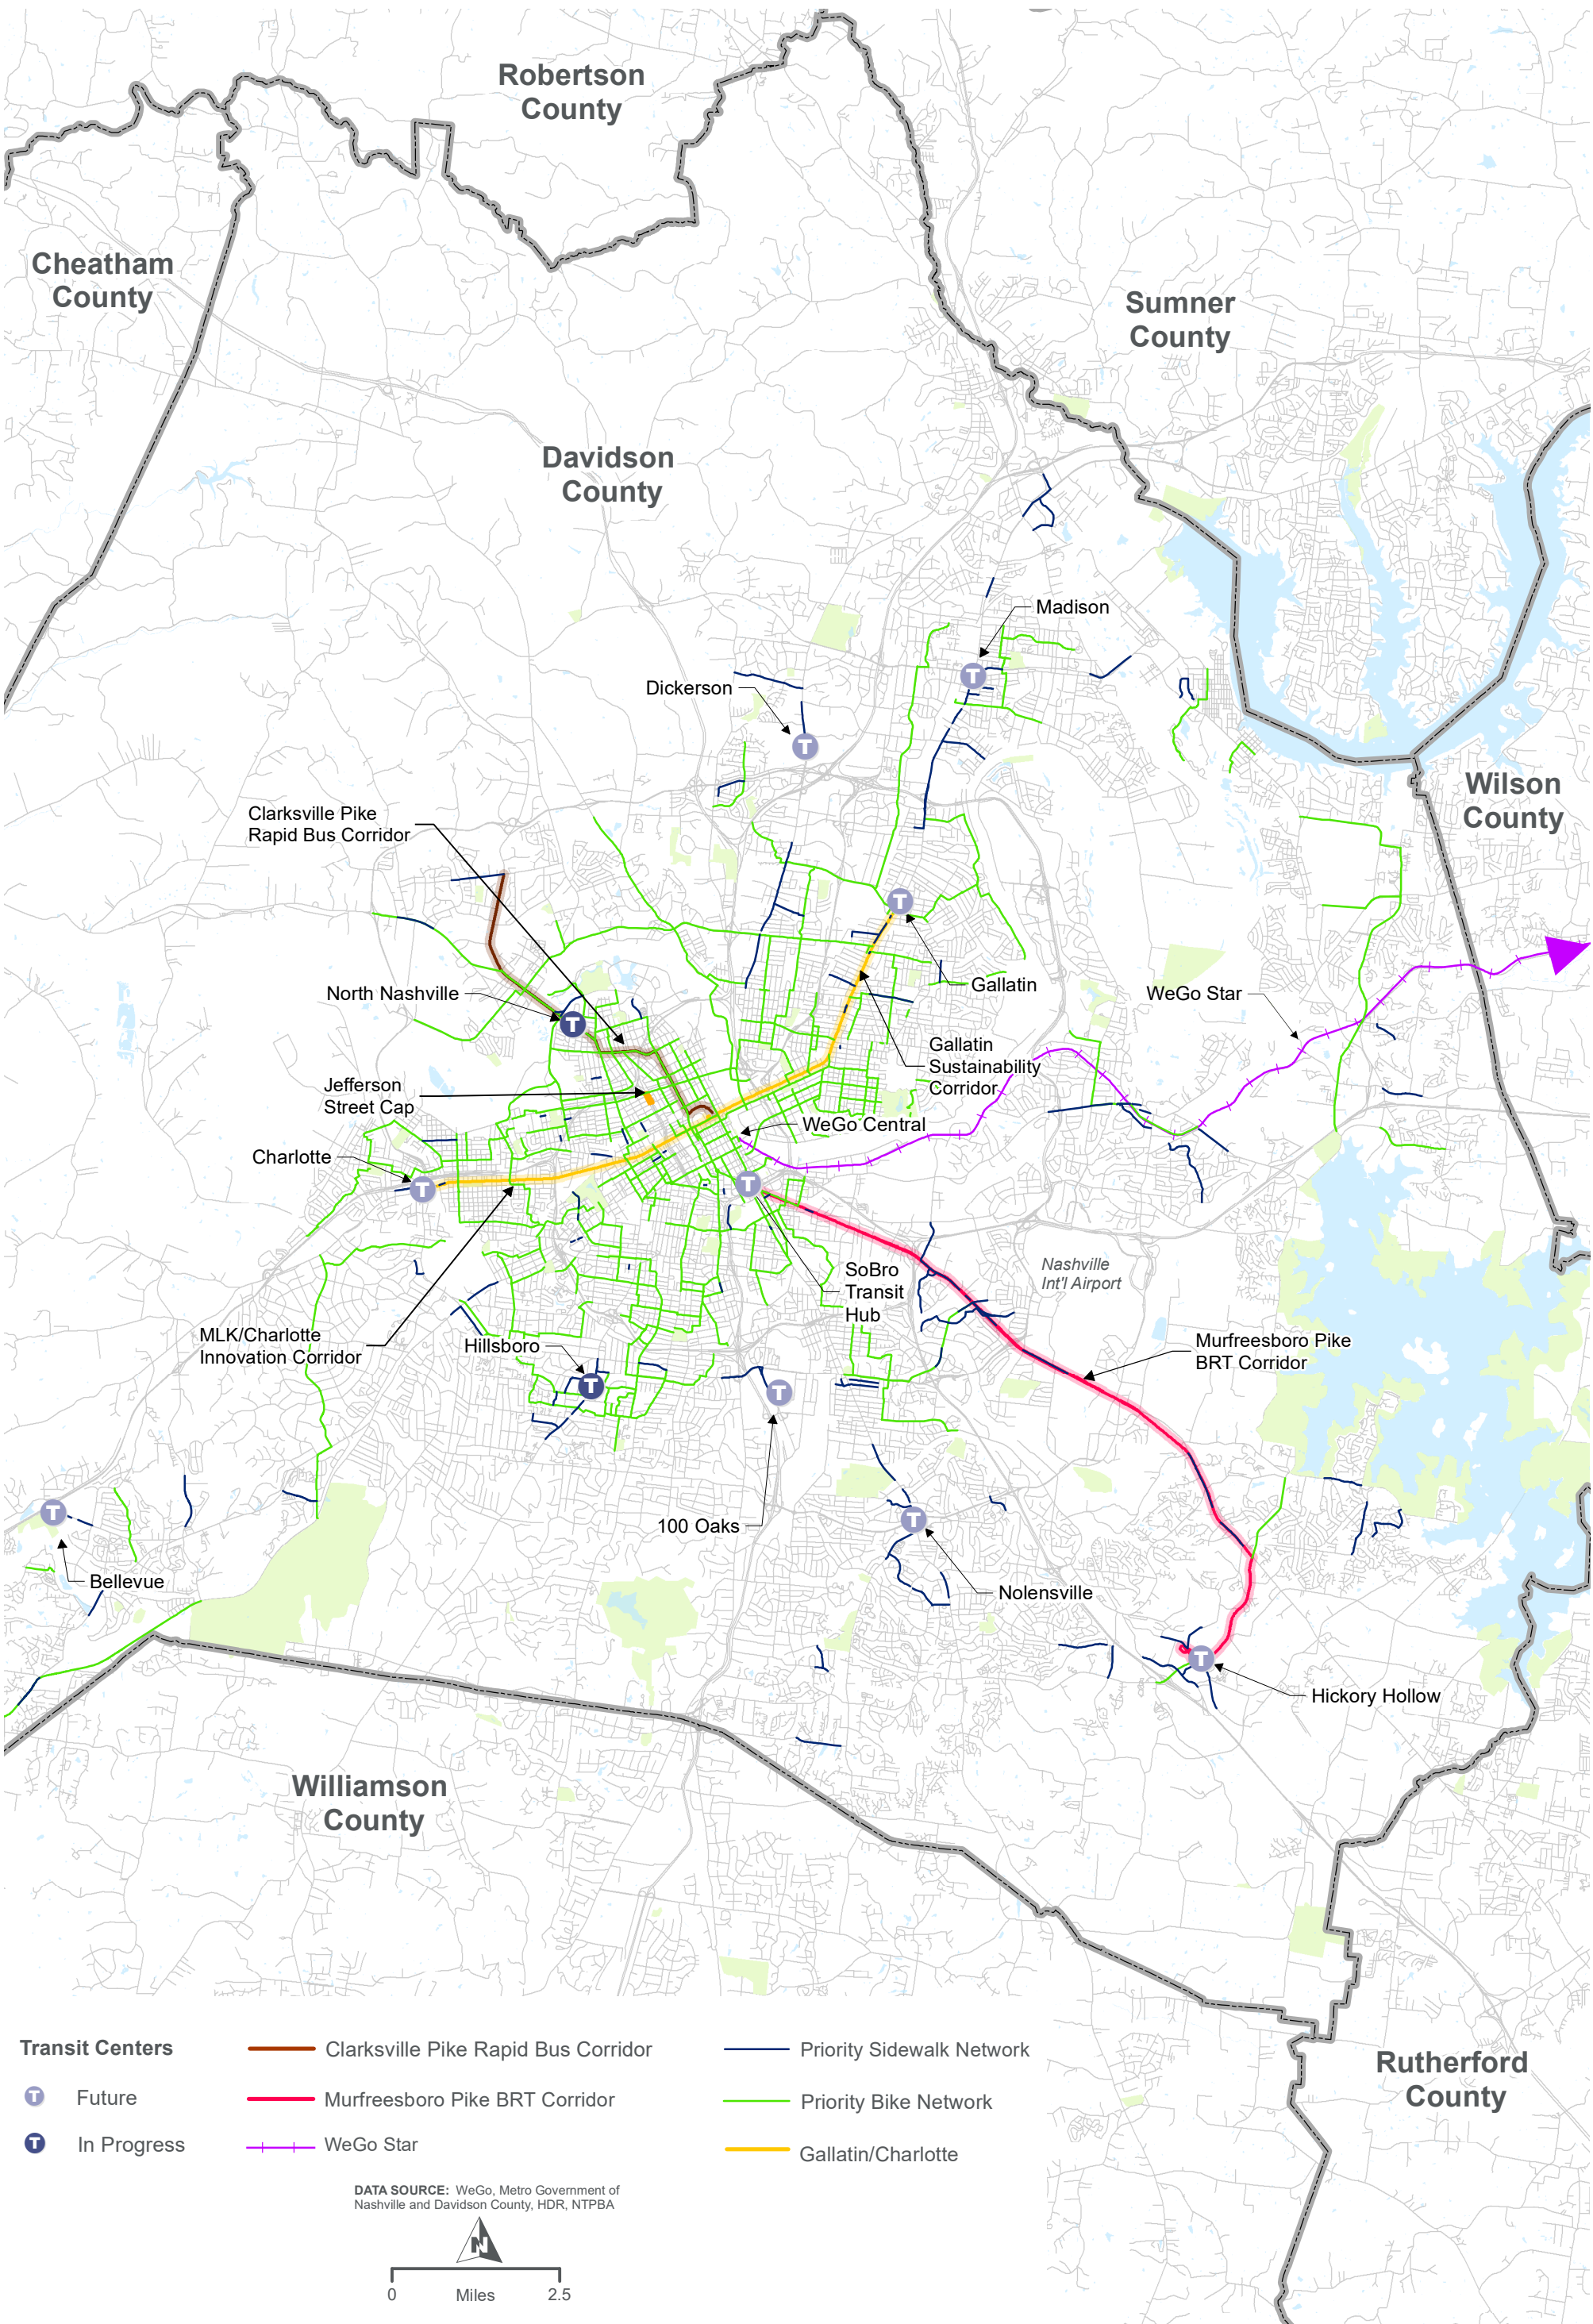 Robertson
County
Cheatham
County
Sumner
County
Davidson
County
Madison
Dickerson
Wilson
County
Clarksville Pike
Rapid Bus Corridor
North Nashville
Gallatin
WeGo Star
Gallatin
Sustainability
Corridor
Jefferson
Street Cap
WeGo Central
Charlotte
Nashville
Int'l Airport
SoBro
Transit
Hub
MLK/Charlotte
Innovation Corridor
Hillsboro
Murfreesboro Pike
BRT Corridor
100 Oaks
Bellevue
Nolensville
Hickory Hollow
Williamson
County
Rutherford
County
T
T
T
T
T
T
T
T
T
T
T
Transit Centers
T Future
T In Progress
Clarksville Pike Rapid Bus Corridor
Murfreesboro Pike BRT Corridor
WeGo Star
Priority Sidewalk Network
Priority Bike Network
Gallatin/Charlotte
DATA SOURCE: WeGo, Metro Government of
Nashville and Davidson County, HDR, NTPBA
N
0 Miles 2.5